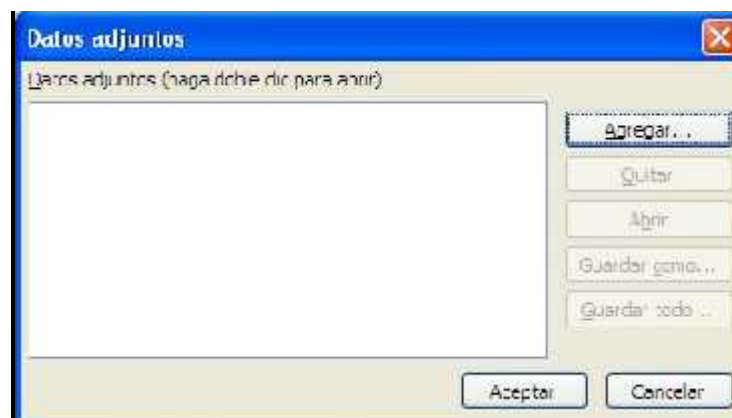 Datos adjuntos
Datos adjuntos (haga doble clic para abrir)
Agregar...
Quitar
Abrir
Guardar como...
Guardar todo ...
Aceptar
Cancelar